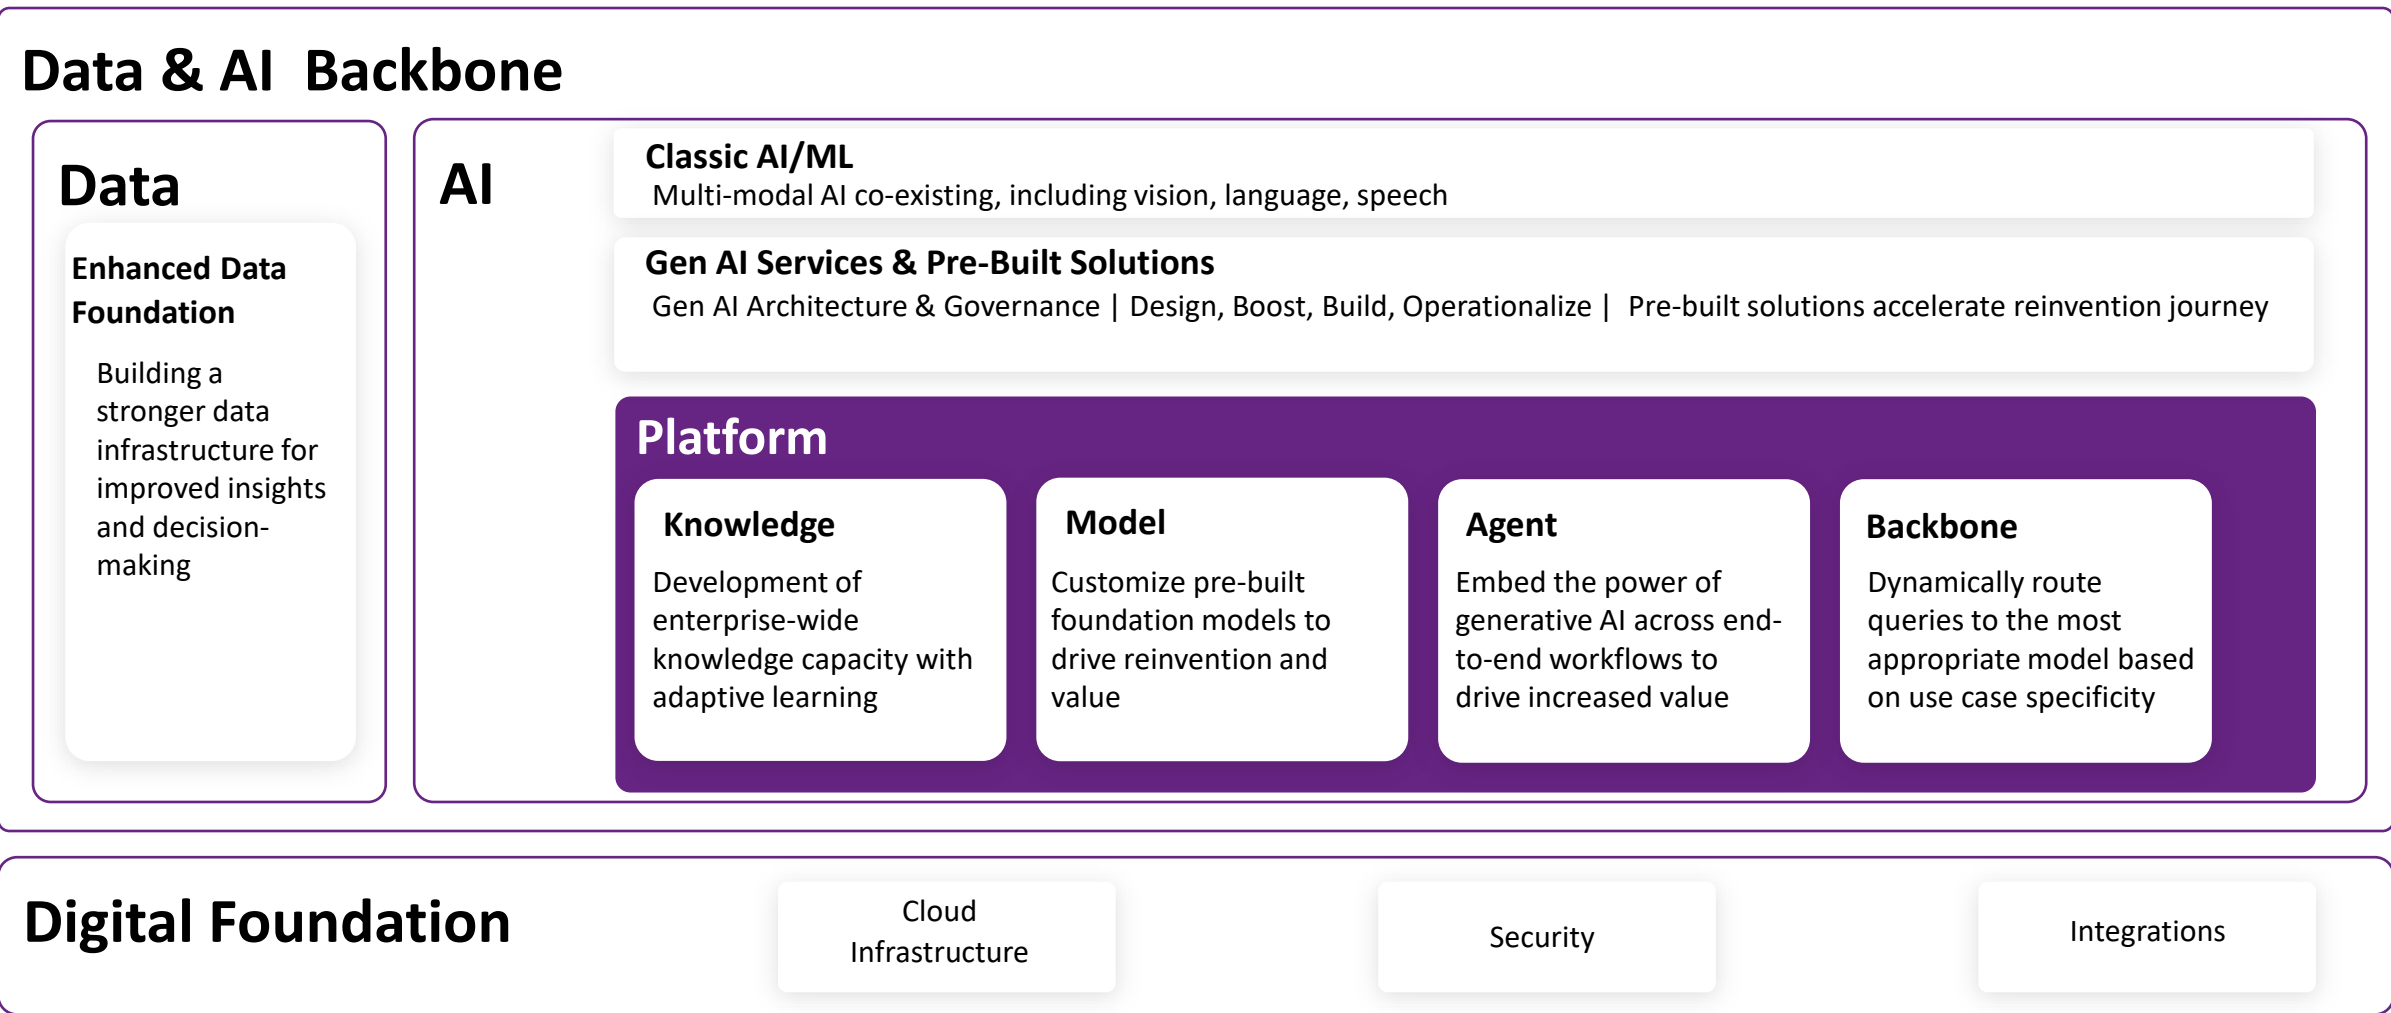 Data & AI Backbone
Data
Enhanced Data
Foundation
Building a
stronger data
infrastructure for
improved insights
and decision-
making
AI
Classic AI/ML
Multi-modal AI co-existing, including vision, language, speech
Gen AI Services & Pre-Built Solutions
Gen AI Architecture & Governance | Design, Boost, Build, Operationalize | Pre-built solutions accelerate reinvention journey
Platform
Knowledge
Development of
enterprise-wide
knowledge capacity with
adaptive learning
Model
Customize pre-built
foundation models to
drive reinvention and
value
Agent
Embed the power of
generative AI across end-
to-end workflows to
drive increased value
Backbone
Dynamically route
queries to the most
appropriate model based
on use case specificity
Digital Foundation
Cloud
Infrastructure
Security
Integrations